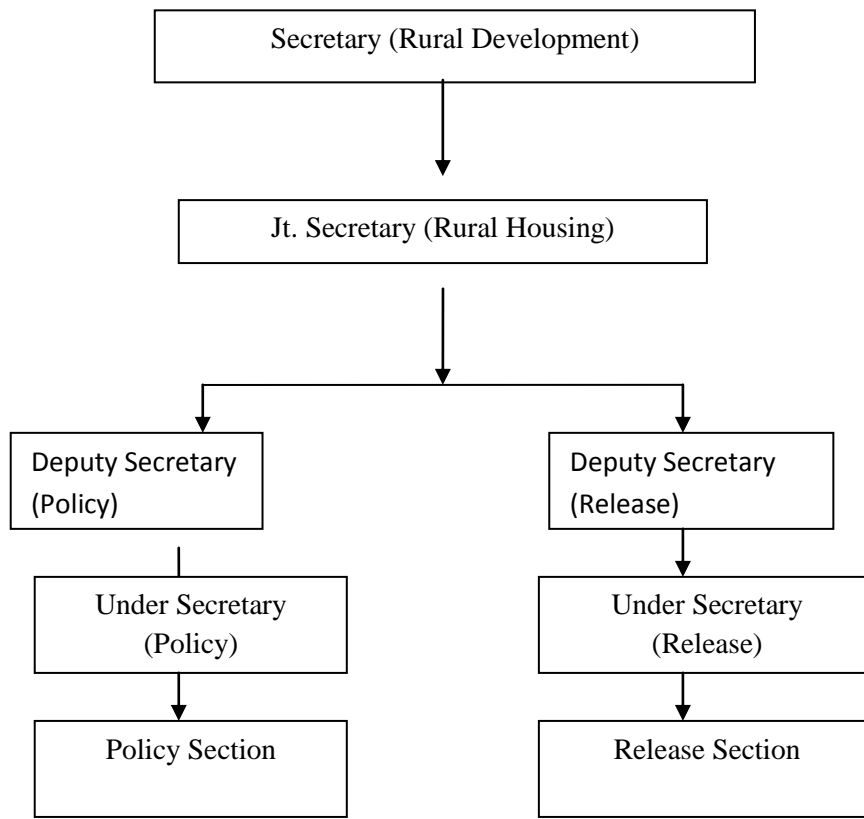 Secretary (Rural Development)
Jt. Secretary (Rural Housing)
Deputy Secretary
(Policy)
Deputy Secretary
(Release)
Under Secretary
(Policy)
Under Secretary
(Release)
Policy Section
Release Section